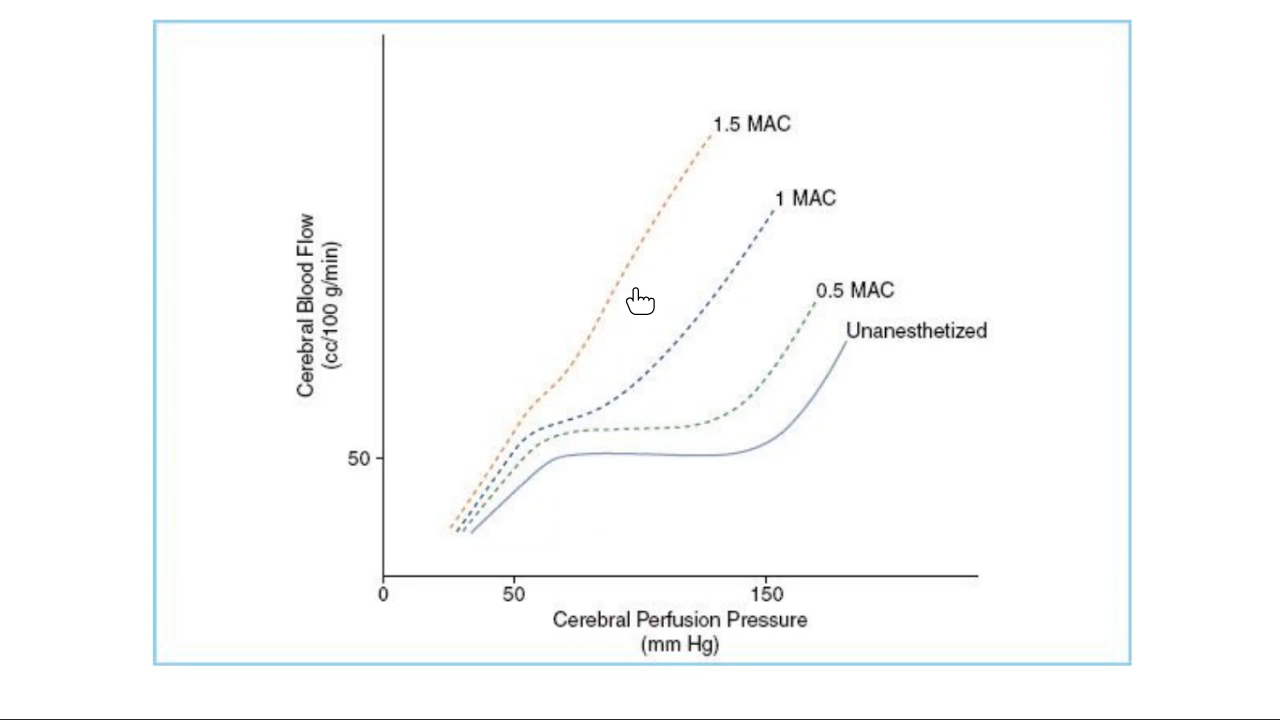 1.5 MAC
1 MAC
0.5 MAC
Unanesthetized
Cerebral Blood Flow
(cc/100 g/min)
50
0
50
150
Cerebral Perfusion Pressure
(mm Hg)